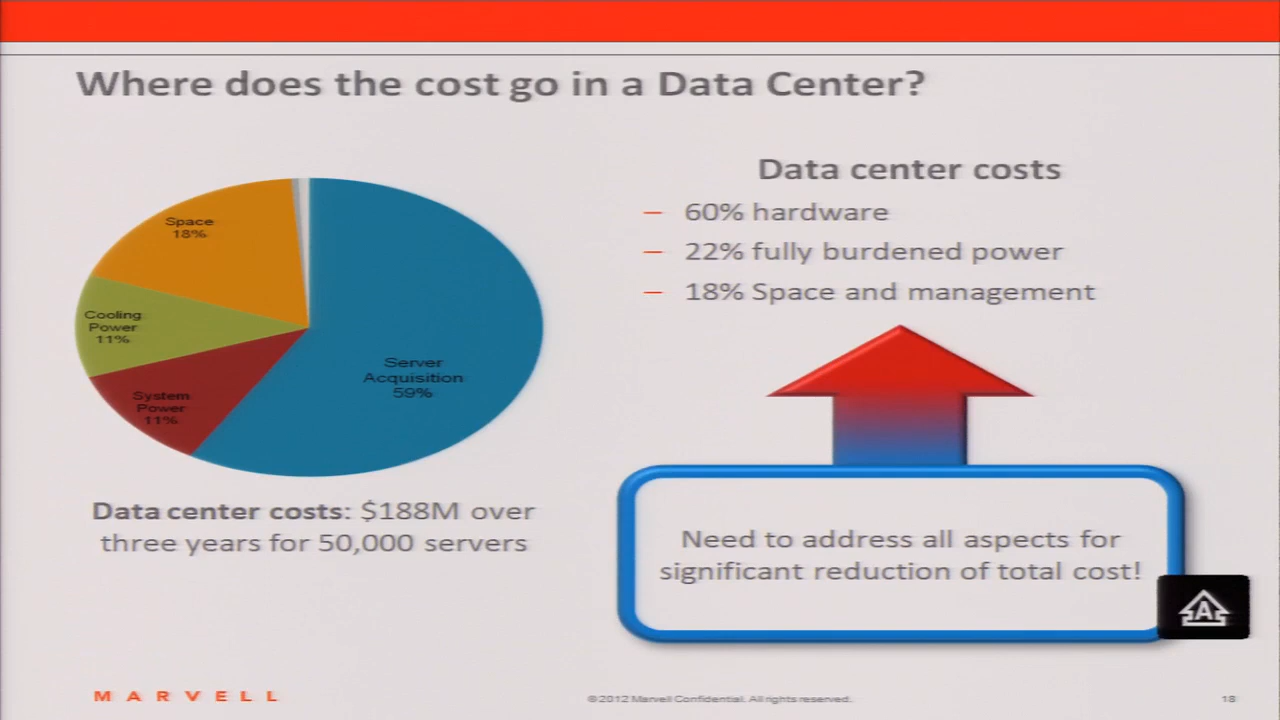 Where does the cost go in a Data Center?
Space
18%
Cooling
Power
11%
System
Power
11%
Server
Acquisition
59%
Data center costs: $188M over
three years for 50,000 servers
Data center costs
– 60% hardware
– 22% fully burdened power
– 18% Space and management
Need to address all aspects for
significant reduction of total cost!
A
MARVELL
© 2012 Marvell Confidential. All rights reserved.
18